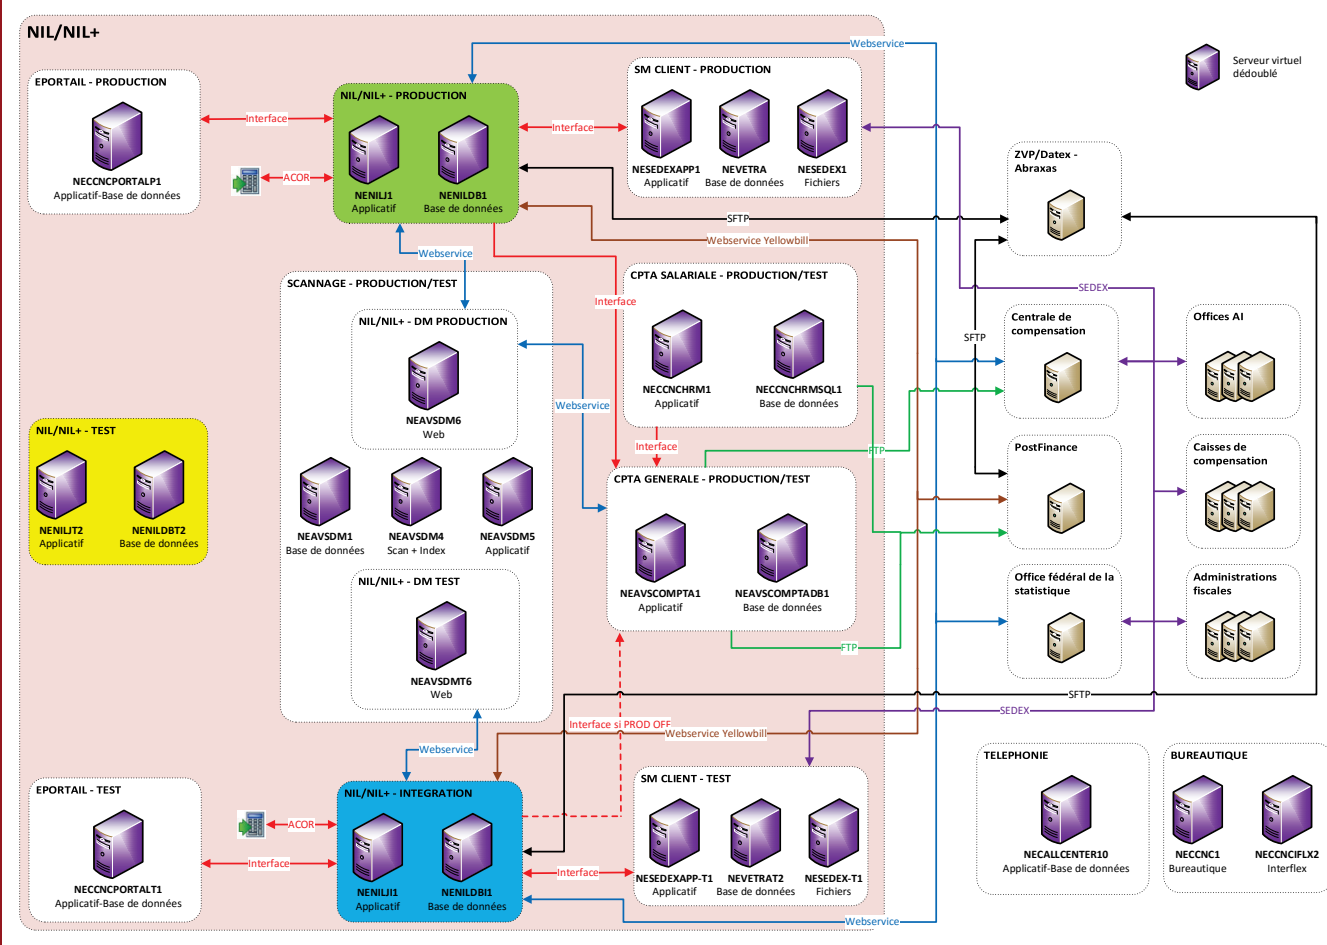 NIL/NIL+
Webservice
Serveur virtuel
dédoublé
EPORTAIL - PRODUCTION
NECCNCPORTALP1
Applicatif-Base de données
Interface
ACOR
NIL/NIL+ - PRODUCTION
NENILJ1
Applicatif
NENILDB1
Base de données
Interface
SM CLIENT - PRODUCTION
NESEDEXAPP1
Applicatif
NEVETRA
Base de données
NESEDEX1
Fichiers
ZVP/Datex -
Abraxas
SFTP
Webservice Yellowbill
Webservice
SEDEX
SCANNAGE - PRODUCTION/TEST
NIL/NIL+ - DM PRODUCTION
NEAVSDM6
Web
Interface
CPTA SALARIALE - PRODUCTION/TEST
NECCNCHRM1
Applicatif
NECCNCHRMSQL1
Base de données
Centrale de
compensation
Offices AI
SFTP
Webservice
Interface
FTP
NIL/NIL+ - TEST
NENILJT2
Applicatif
NENILDBT2
Base de données
NEAVSDM1
Base de données
NEAVSDM4
Scan + Index
NEAVSDM5
Applicatif
CPTA GENERALE - PRODUCTION/TEST
NEAVSCOMPTA1
Applicatif
NEAVSCOMPTADB1
Base de données
PostFinance
Caisses de
compensation
NIL/NIL+ - DM TEST
NEAVSDMT6
Web
Office fédéral de la
statistique
Administrations
fiscales
FTP
SFTP
SEDEX
Interface si PROD OFF
Webservice Yellowbill
Webservice
EPORTAIL - TEST
NECCNCPORTALT1
Applicatif-Base de données
ACOR
Interface
NIL/NIL+ - INTEGRATION
NENILJI1
Applicatif
NENILDBI1
Base de données
Interface
SM CLIENT - TEST
NESEDEXAPP-T1
Applicatif
NEVETRAT2
Base de données
NESEDEX-T1
Fichiers
Webservice
TELEPHONIE
NECALLCENTER10
Applicatif-Base de données
BUREAUTIQUE
NECCNC1
Bureautique
NECCNCIFLX2
Interflex